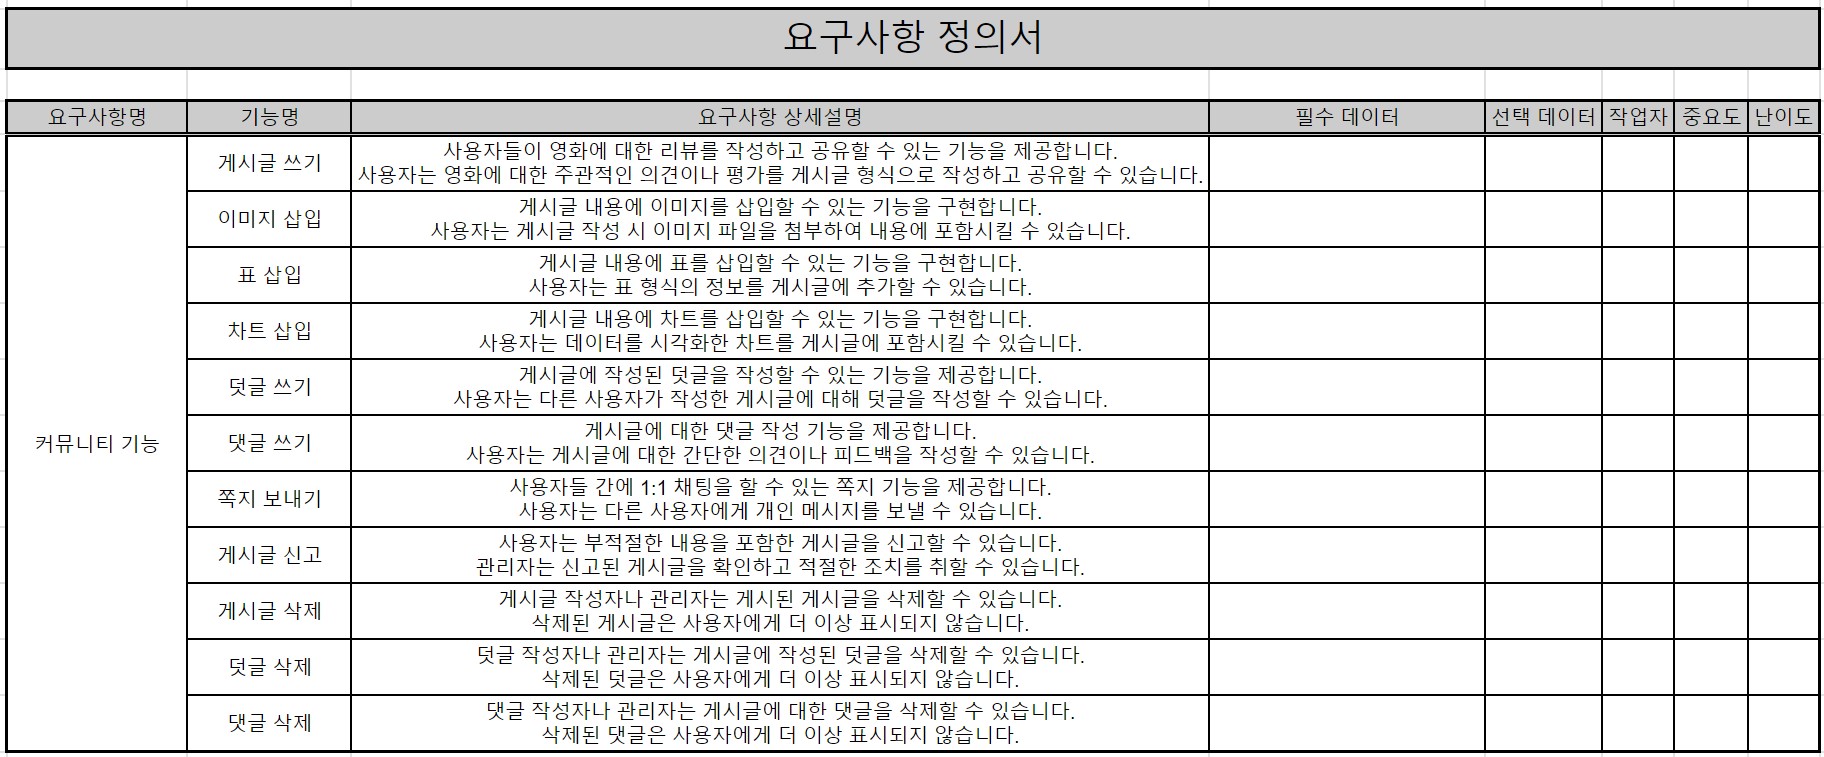 요구사항 정의서
요구사항명 기능명 요구사항 상세설명 필수 데이터 선택 데이터 작업자 중요도 난이도
커뮤니티 기능
게시글 쓰기
사용자들이 영화에 대한 리뷰를 작성하고 공유할 수 있는 기능을 제공합니다.
사용자는 영화에 대한 주관적인 의견이나 평가를 게시글 형식으로 작성하고 공유할 수 있습니다.
이미지 삽입
게시글 내용에 이미지를 삽입할 수 있는 기능을 구현합니다.
사용자는 게시글 작성 시 이미지 파일을 첨부하여 내용에 포함시킬 수 있습니다.
표 삽입
게시글 내용에 표를 삽입할 수 있는 기능을 구현합니다.
사용자는 표 형식의 정보를 게시글에 추가할 수 있습니다.
차트 삽입
게시글 내용에 차트를 삽입할 수 있는 기능을 구현합니다.
사용자는 데이터를 시각화한 차트를 게시글에 포함시킬 수 있습니다.
덧글 쓰기
게시글에 작성된 덧글을 작성할 수 있는 기능을 제공합니다.
사용자는 다른 사용자가 작성한 게시글에 대해 덧글을 작성할 수 있습니다.
댓글 쓰기
게시글에 대한 댓글 작성 기능을 제공합니다.
사용자는 게시글에 대한 간단한 의견이나 피드백을 작성할 수 있습니다.
쪽지 보내기
사용자들 간에 1:1 채팅을 할 수 있는 쪽지 기능을 제공합니다.
사용자는 다른 사용자에게 개인 메시지를 보낼 수 있습니다.
게시글 신고
사용자는 부적절한 내용을 포함한 게시글을 신고할 수 있습니다.
관리자는 신고된 게시글을 확인하고 적절한 조치를 취할 수 있습니다.
게시글 삭제
게시글 작성자나 관리자는 게시된 게시글을 삭제할 수 있습니다.
삭제된 게시글은 사용자에게 더 이상 표시되지 않습니다.
덧글 삭제
덧글 작성자나 관리자는 게시글에 작성된 덧글을 삭제할 수 있습니다.
삭제된 덧글은 사용자에게 더 이상 표시되지 않습니다.
댓글 삭제
댓글 작성자나 관리자는 게시글에 대한 댓글을 삭제할 수 있습니다.
삭제된 댓글은 사용자에게 더 이상 표시되지 않습니다.